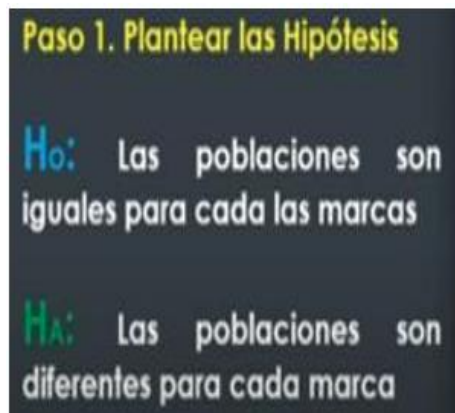 Paso 1. Plantear las Hipótesis
Ho: Las poblaciones son
iguales para cada las marcas
HA: Las poblaciones son
diferentes para cada marca